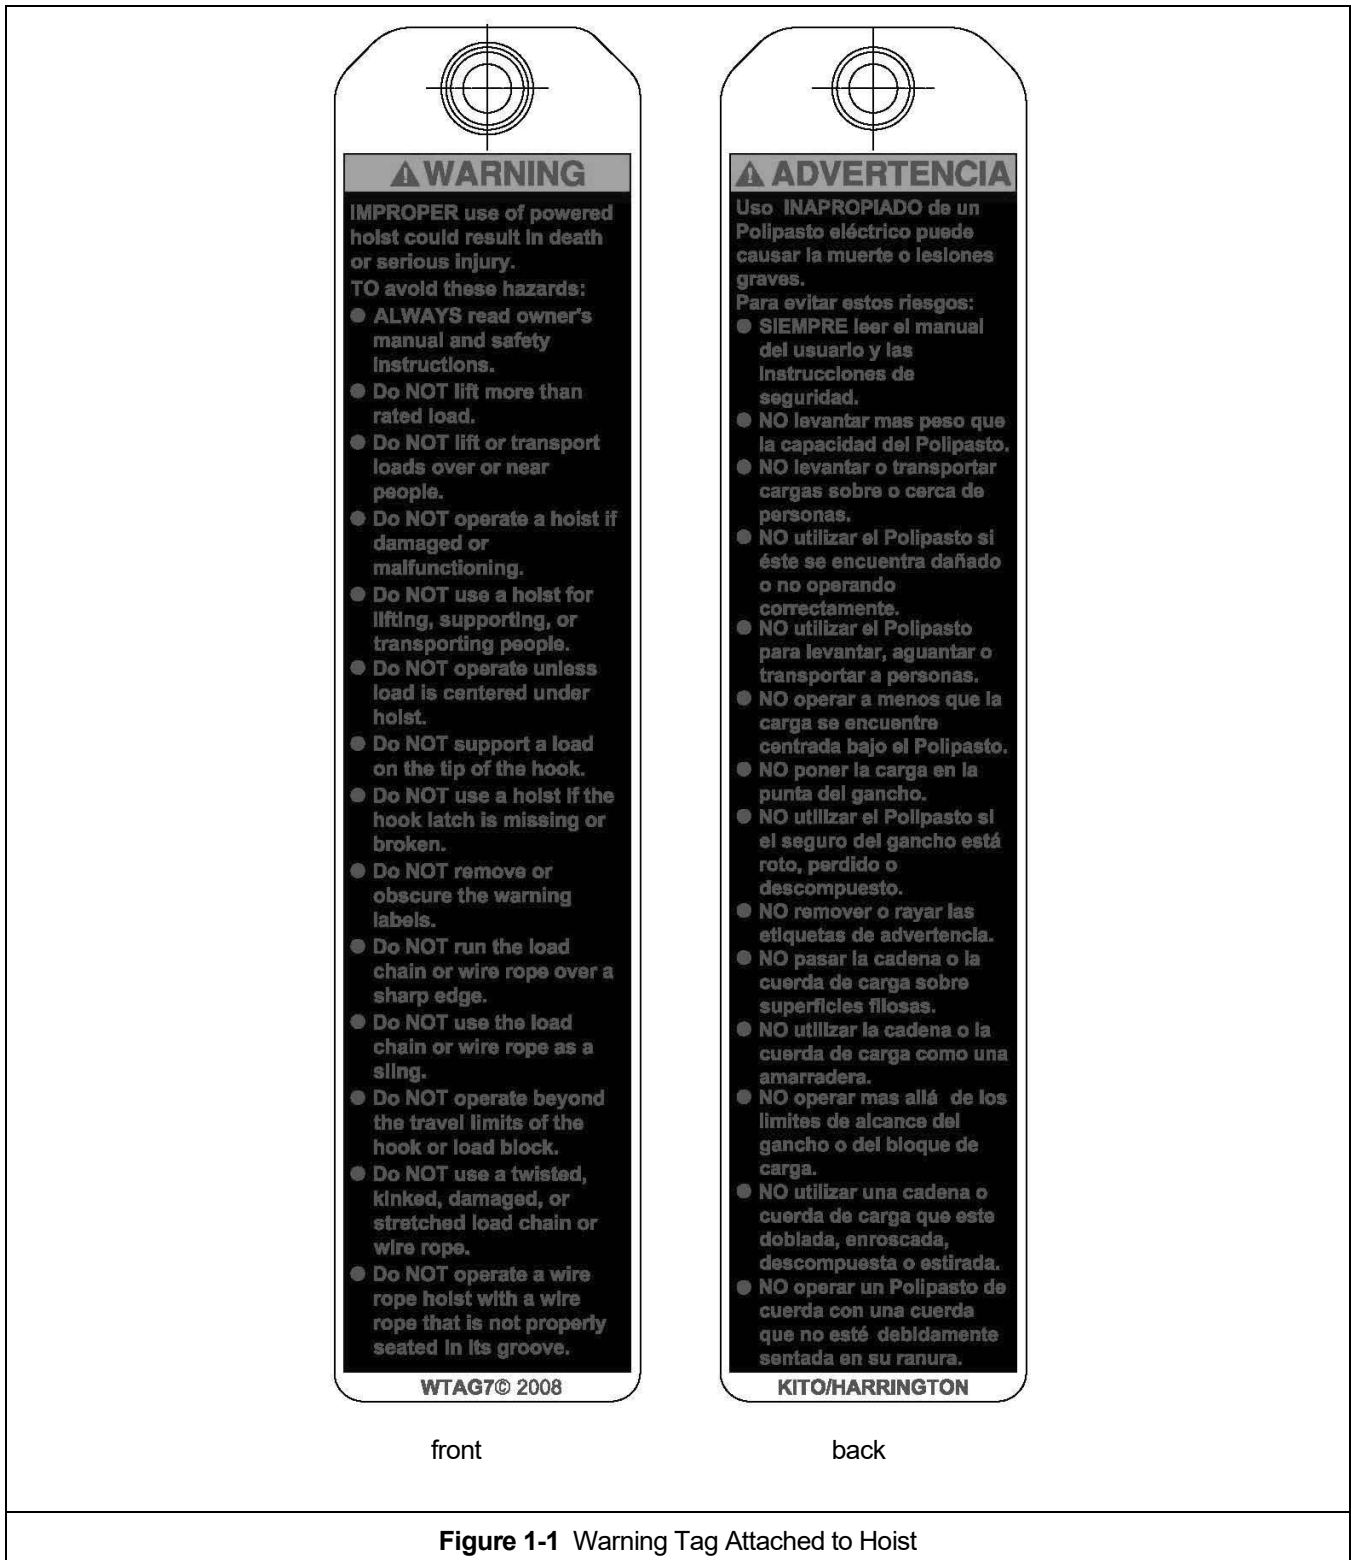 WARNING
IMPROPER use of powered
hoist could result in death
or serious injury.
TO avoid these hazards:
● ALWAYS read owner's
manual and safety
instructions.
● Do NOT lift more than
rated load.
● Do NOT lift or transport
loads over or near
people.
● Do NOT operate a hoist if
damaged or
malfunctioning.
● Do NOT use a hoist for
lifting, supporting, or
transporting people.
● Do NOT operate unless
load is centered under
hoist.
● Do NOT support a load
on the tip of the hook.
● Do NOT use a hoist if the
hook latch is missing or
broken.
● Do NOT remove or
obscure the warning
labels.
● Do NOT run the load
chain or wire rope over a
sharp edge.
● Do NOT use the load
chain or wire rope as a
sling.
● Do NOT operate beyond
the travel limits of the
hook or load block.
● Do NOT use a twisted,
kinked, damaged, or
stretched load chain or
wire rope.
● Do NOT operate a wire
rope hoist with a wire
rope that is not properly
seated in its groove.
WTAG7© 2008
front
ADVERTENCIA
Uso INAPROPIADO de un
Polipasto eléctrico puede
causar la muerte o lesiones
graves.
Para evitar estos riesgos:
● SIEMPRE leer el manual
del usuario y las
instrucciones de
seguridad.
● NO levantar mas peso que
la capacidad del Polipasto.
● NO levantar o transportar
cargas sobre o cerca de
personas.
● NO utilizar el Polipasto si
éste se encuentra dañado
o no operando
correctamente.
● NO utilizar el Polipasto
para levantar, aguantar o
transportar a personas.
● NO operar a menos que la
carga se encuentre
centrada bajo el Polipasto.
● NO poner la carga en la
punta del gancho.
● NO utilizar el Polipasto si
el seguro del gancho está
roto, perdido o
descompuesto.
● NO remover o rayar las
etiquetas de advertencia.
● NO pasar la cadena o la
cuerda de carga sobre
superficies filosas.
● NO utilizar la cadena o la
cuerda de carga como una
amarradera.
● NO operar mas allá de los
limites de alcance del
gancho o del bloque de
carga.
● NO utilizar una cadena o
cuerda de carga que este
doblada, enroscada,
descompuesta o estirada.
● NO operar un Polipasto de
cuerda con una cuerda
que no esté debidamente
sentada en su ranura.
KITO/HARRINGTON
back
Figure 1-1 Warning Tag Attached to Hoist